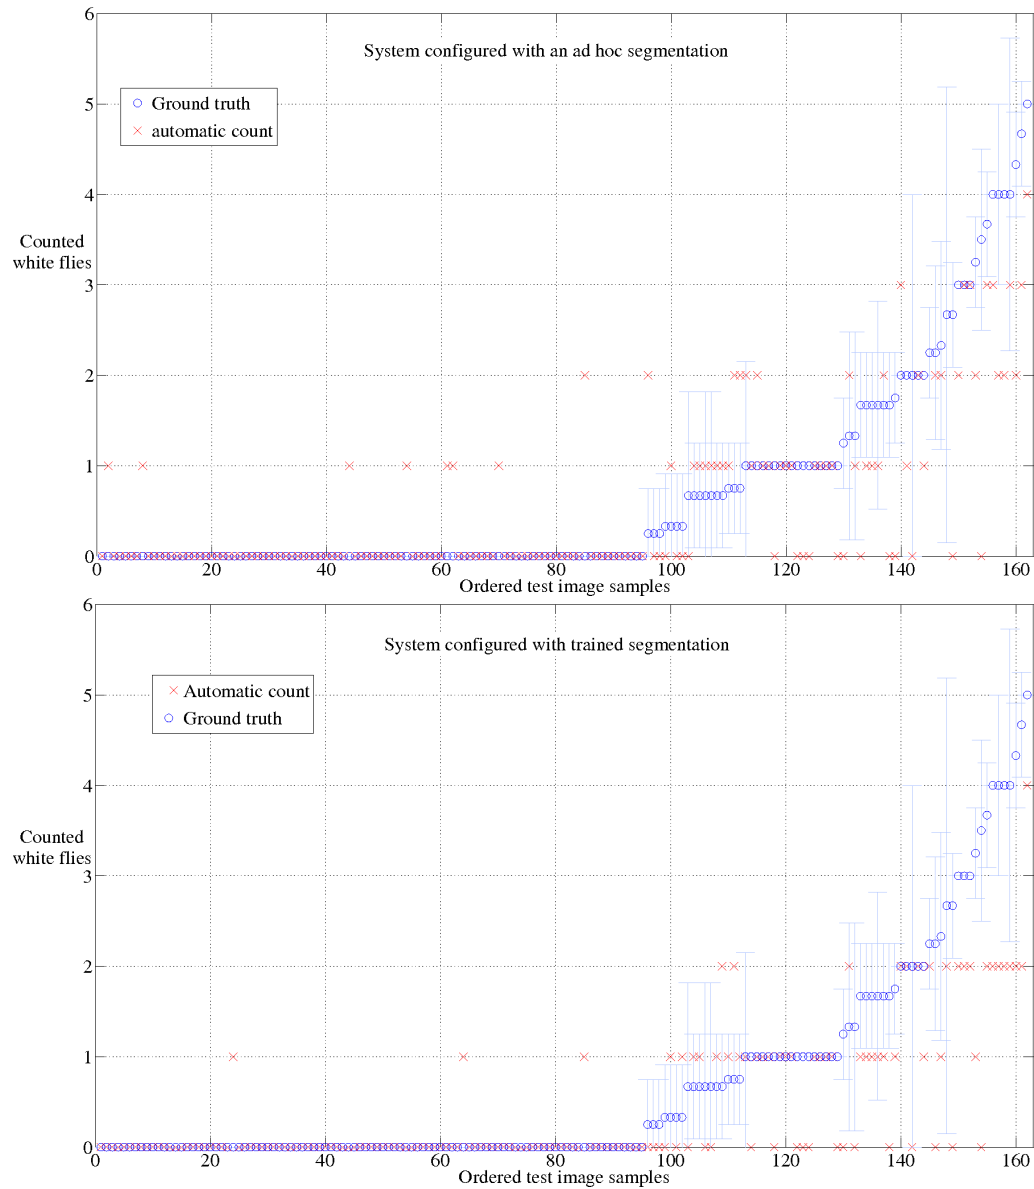 6
System configured with an ad hoc segmentation
Ground truth
automatic count
5
4
Counted
white flies
3
2
1
0
0 20 40 60 80 100 120 140 160
Ordered test image samples
6
System configured with trained segmentation
Automatic count
Ground truth
5
4
Counted
white flies
3
2
1
0
0 20 40 60 80 100 120 140 160
Ordered test image samples